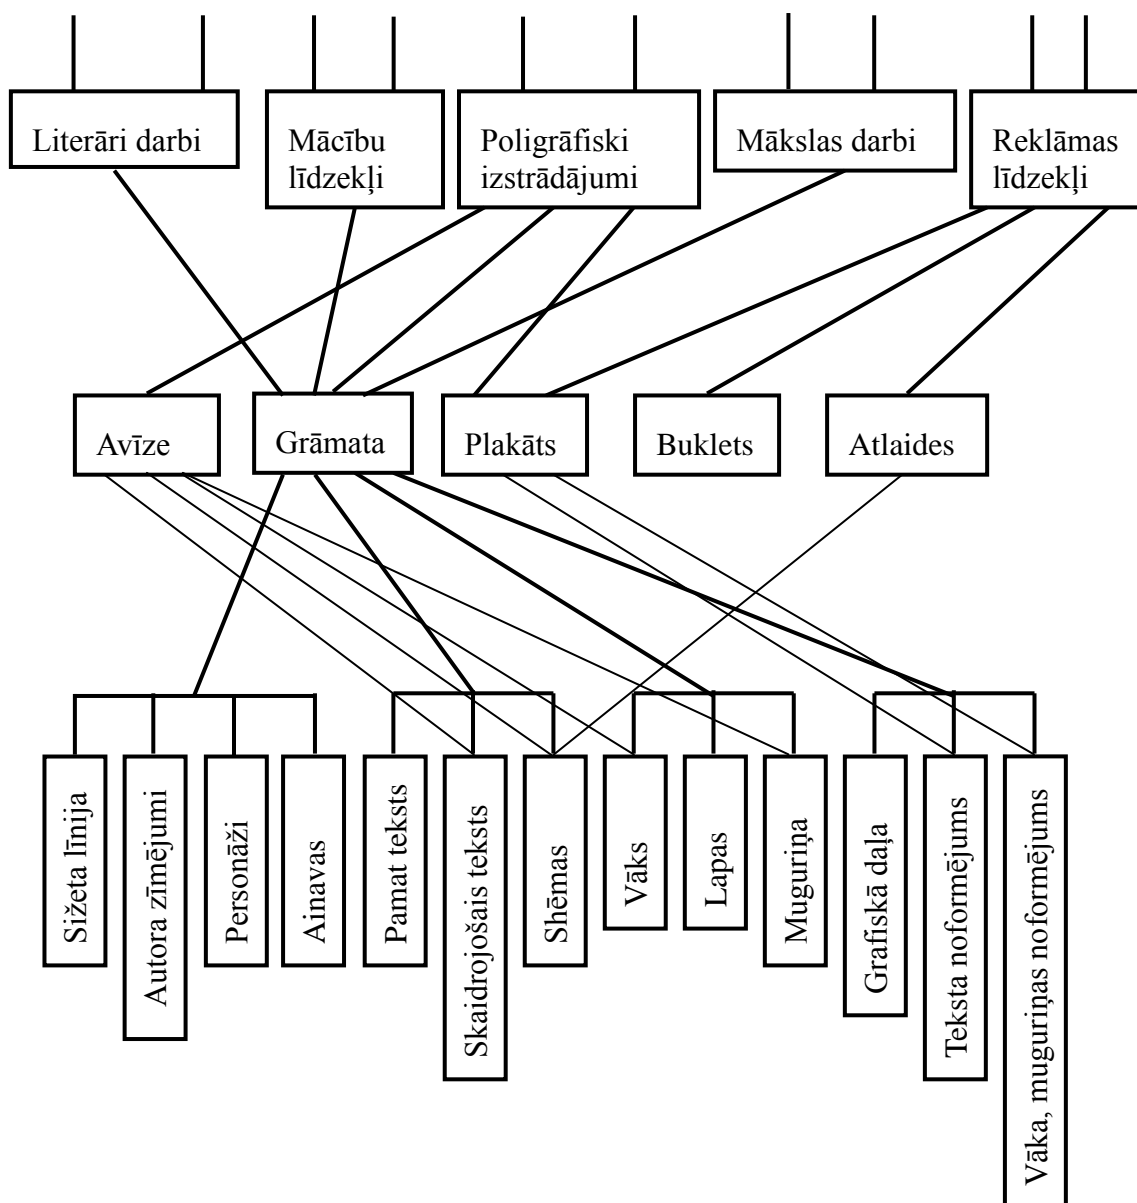 Literāri darbi
Mācību
līdzekļi
Poligrāfiski
izstrādājumi
Mākslas darbi
Reklāmas
līdzekļi
Avīze
Grāmata
Plakāts
Buklets
Atlaides
Sižeta līnija
Autora zīmējumi
Personāži
Ainavas
Pamat teksts
Skaidrojošais teksts
Shēmas
Vāks
Lapas
Muguriņa
Grafiskā daļa
Teksta noformējums
Vāka, muguriņas noformējums